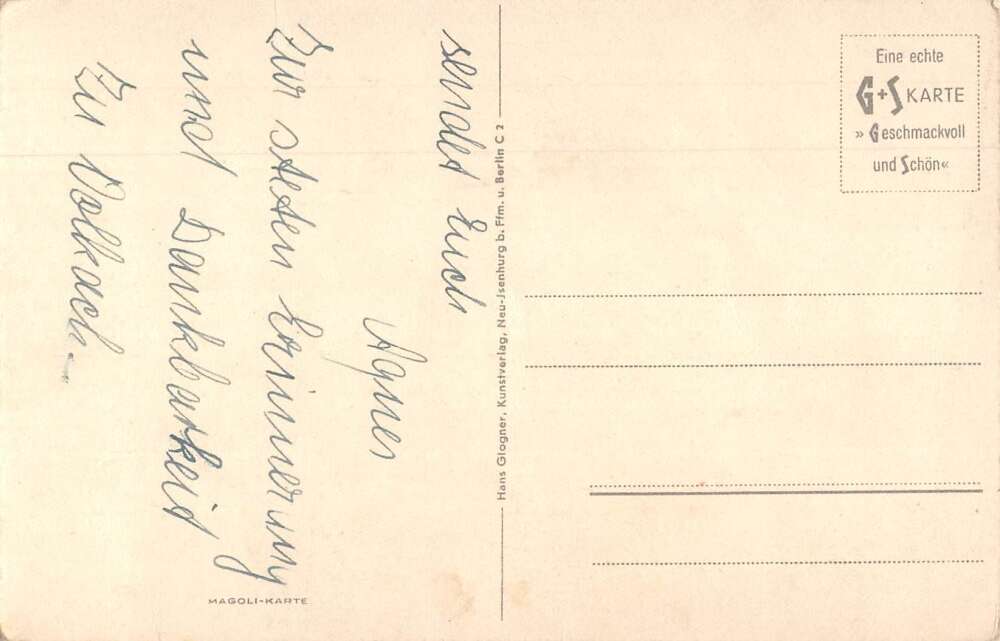 sendet Euch
Agnes
Zur steten Erinnerung
und Dankbarkeit
Zu Volkach.
MAGOLI-KARTE
Hans Glogner, Kunstverlag, Neu-Jsenburg b. Ffm. u. Berlin C 2
Eine echte
G+S KARTE
» Geschmackvoll
und Schön«